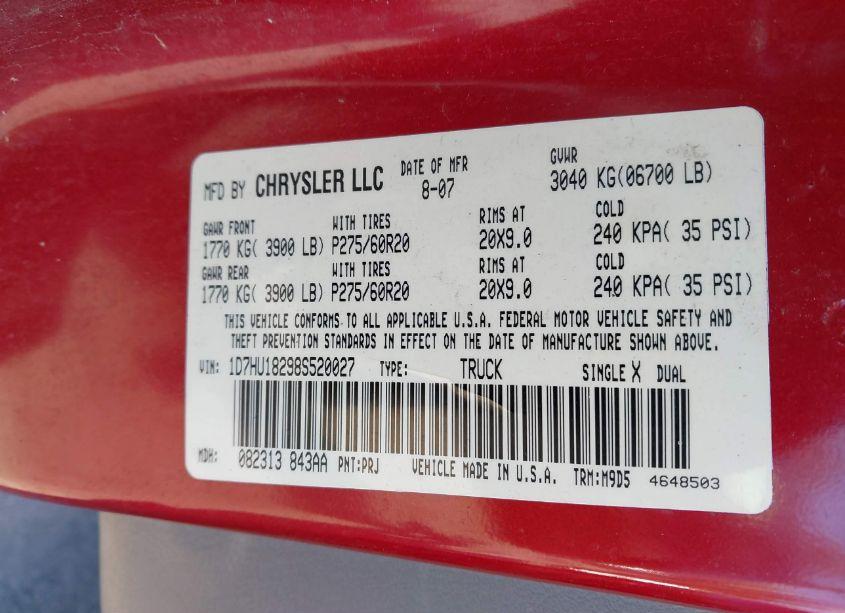 MFD BY CHRYSLER LLC DATE OF MFR 8-07 GVWR 3040 KG(06700 LB)
GAWR FRONT WITH TIRES RIMS AT COLD
1770 KG( 3900 LB) P275/60R20 20X9.0 240 KPA( 35 PSI)
GAWR REAR WITH TIRES RIMS AT COLD
1770 KG( 3900 LB) P275/60R20 20X9.0 240 KPA( 35 PSI)
THIS VEHICLE CONFORMS TO ALL APPLICABLE U.S.A. FEDERAL MOTOR VEHICLE SAFETY AND
THEFT PREVENTION STANDARDS IN EFFECT ON THE DATE OF MANUFACTURE SHOWN ABOVE.
VIN: 1D7HU18298S520027 TYPE: TRUCK SINGLE X DUAL
MDH: 082313 843AA PNT:PRJ VEHICLE MADE IN U.S.A. TRM:M9D5 4648503